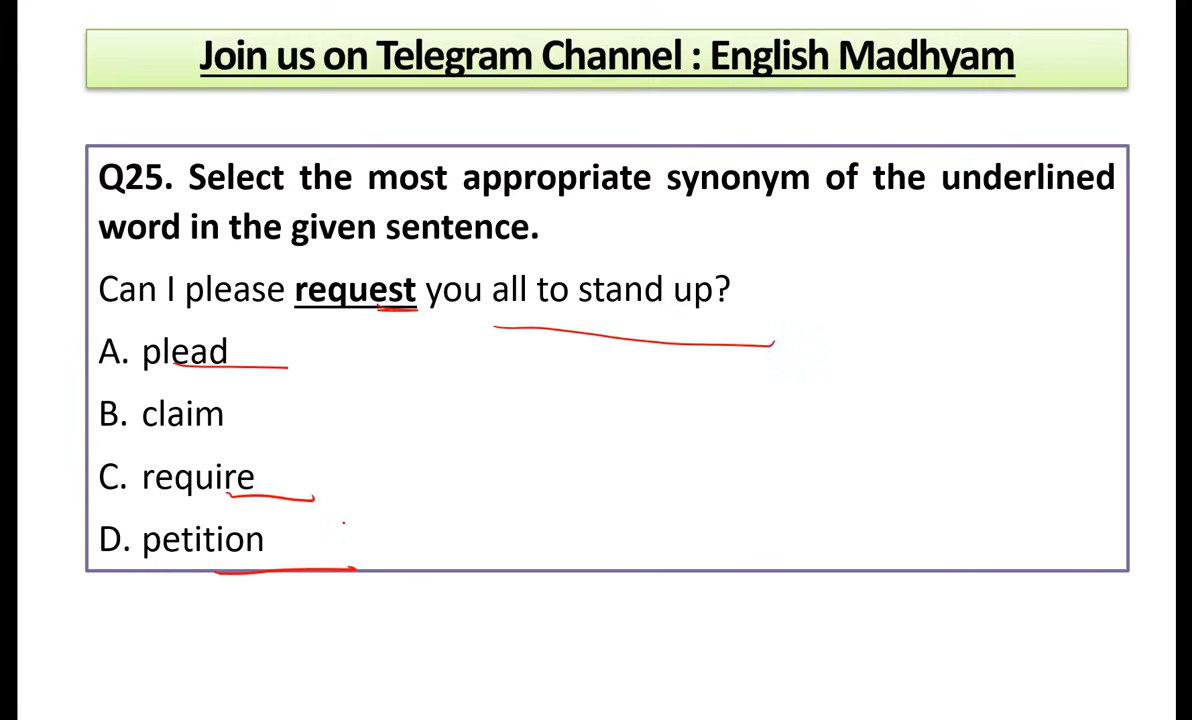 Join us on Telegram Channel : English Madhyam
Q25. Select the most appropriate synonym of the underlined
word in the given sentence.
Can I please request you all to stand up?
A. plead
B. claim
C. require
D. petition